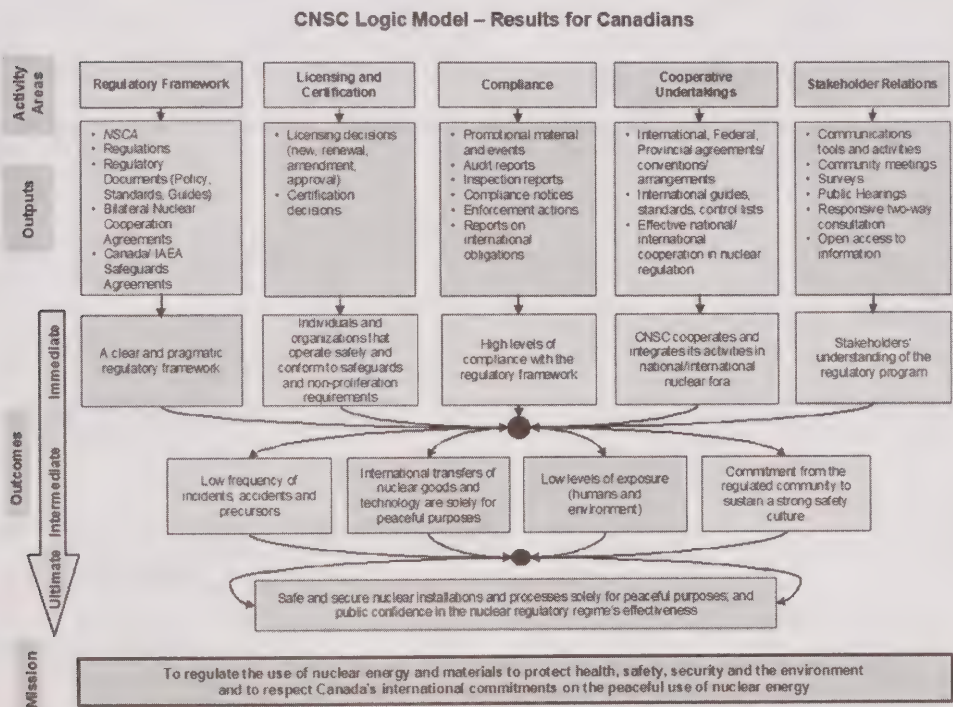 CNSC Logic Model – Results for Canadians
Activity
Areas
Regulatory Framework
Licensing and
Certification
Compliance
Cooperative
Undertakings
Stakeholder Relations
Outputs
• NSCA
• Regulations
• Regulatory
Documents (Policy,
Standards, Guides)
• Bilateral Nuclear
Cooperation
Agreements
• Canada/ IAEA
Safeguards
Agreements
• Licensing decisions
(new, renewal,
amendment,
approval)
• Certification
decisions
• Promotional material
and events
• Audit reports
• Inspection reports
• Compliance notices
• Enforcement actions
• Reports on
international
obligations
• International, Federal,
Provincial agreements/
conventions/
arrangements
• International guides,
standards, control lists
• Effective national/
international
cooperation in nuclear
regulation
• Communications
tools and activities
• Community meetings
• Surveys
• Public Hearings
• Responsive two-way
consultation
• Open access to
information
Outcomes
Immediate
A clear and pragmatic
regulatory framework
Individuals and
organizations that
operate safely and
conform to safeguards
and non-proliferation
requirements
High levels of
compliance with the
regulatory framework
CNSC cooperates and
integrates its activities in
national/international
nuclear fora
Stakeholders'
understanding of the
regulatory program
Intermediate
Low frequency of
incidents, accidents and
precursors
International transfers of
nuclear goods and
technology are solely for
peaceful purposes
Low levels of exposure
(humans and
environment)
Commitment from the
regulated community to
sustain a strong safety
culture
Ultimate
Safe and secure nuclear installations and processes solely for peaceful purposes; and
public confidence in the nuclear regulatory regime's effectiveness
Mission
To regulate the use of nuclear energy and materials to protect health, safety, security and the environment
and to respect Canada's international commitments on the peaceful use of nuclear energy